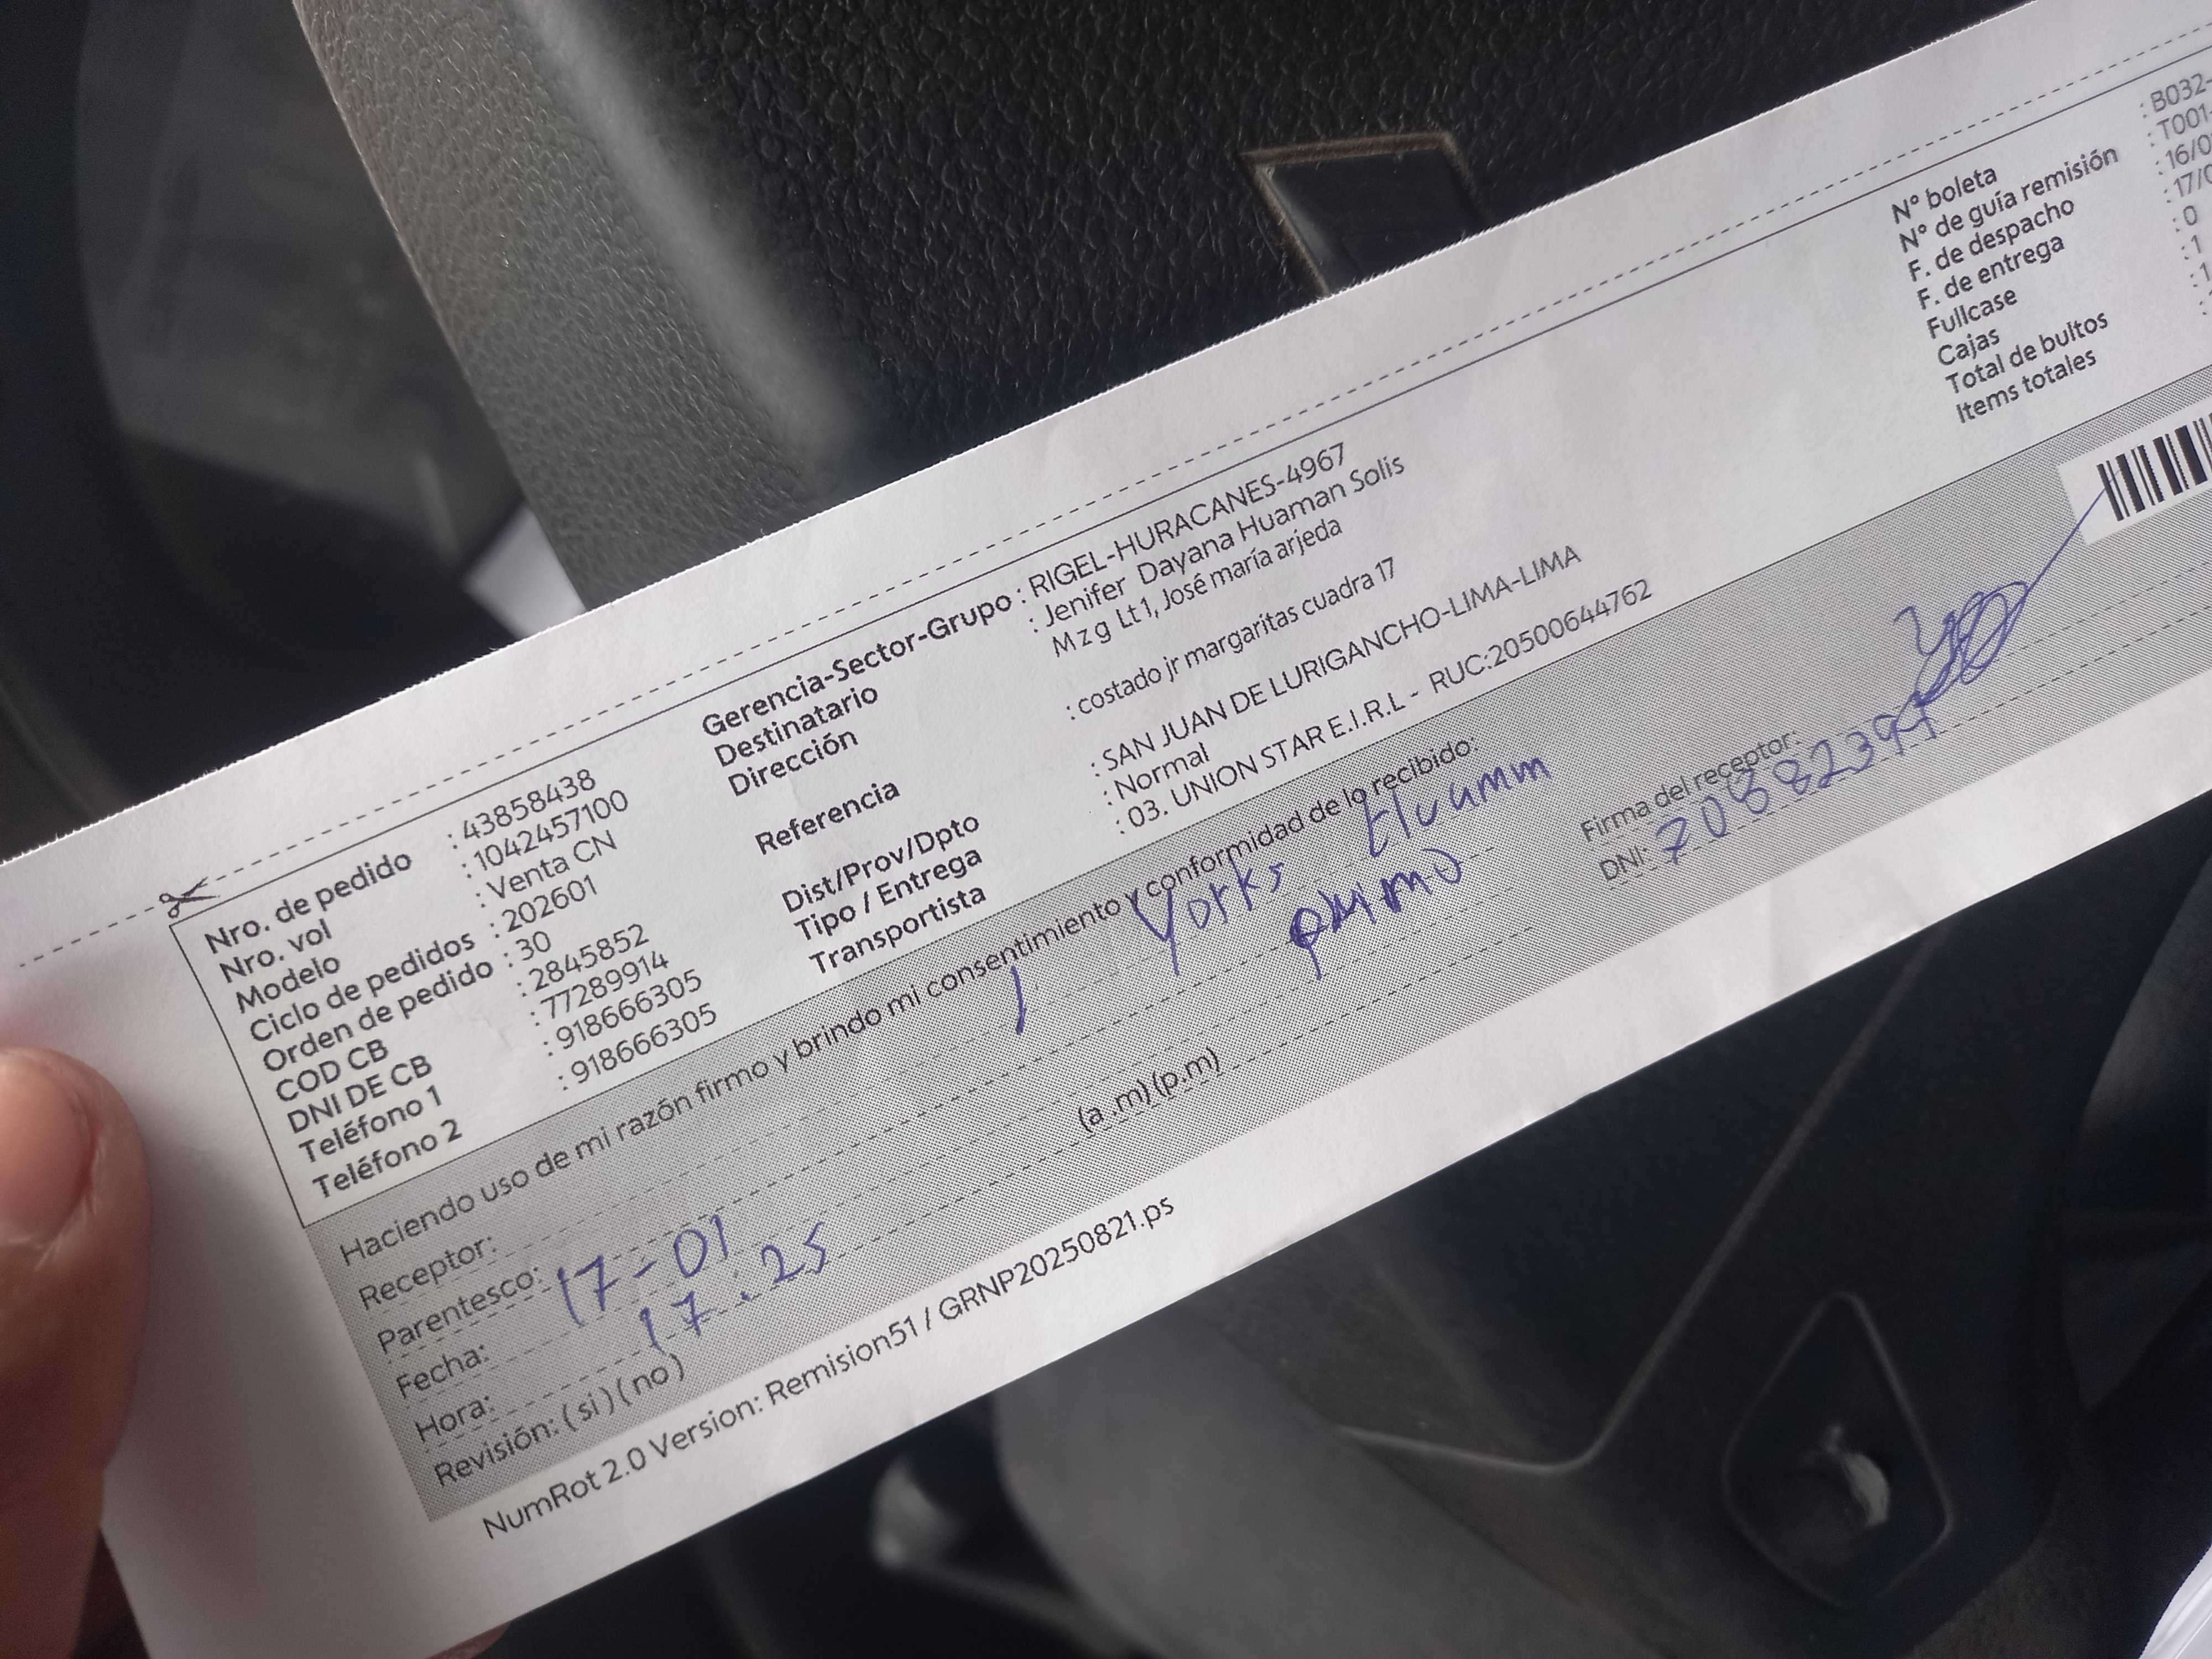 Nro. de pedido : 43858438
Nro. vol : 1042457100
Modelo : Venta CN
Ciclo de pedidos : 202601
Orden de pedido : 30
COD CB : 2845852
DNI DE CB : 77289914
Teléfono 1 : 918666305
Teléfono 2 : 918666305
Gerencia-Sector-Grupo : RIGEL-HURACANES-4967
Destinatario : Jenifer Dayana Huaman Solis
Dirección Mzg Lt1, José maría arjeda
Referencia : costado jr margaritas cuadra 17
Dist/Prov/Dpto : SAN JUAN DE LURIGANCHO-LIMA-LIMA
Tipo / Entrega : Normal
Transportista : 03. UNION STAR E.I.R.L - RUC:20500644762
N° boleta : B032-
N° de guía remisión : T001-
F. de despacho : 16/0
F. de entrega : 17/0
Fullcase : 0
Cajas : 1
Total de bultos : 1
Items totales :
Haciendo uso de mi razón firmo y brindo mi consentimiento y conformidad de lo recibido:
Receptor: Yorks
Parentesco: primo
Fecha: 17-01
Hora: 17:25 (a .m) (p.m)
Revisión: (si) (no)
Firma del receptor:
DNI:
NumRot 2.0 Version: Remision51 / GRNP20250821.ps